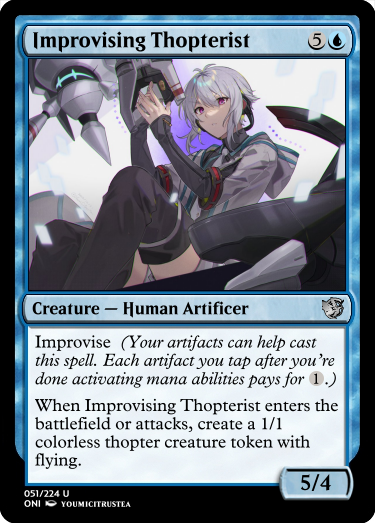 Improvising Thopterist 5
Creature — Human Artificer
Improvise (Your artifacts can help cast
this spell. Each artifact you tap after you're
done activating mana abilities pays for 1.)
When Improvising Thopterist enters the
battlefield or attacks, create a 1/1
colorless thopter creature token with
flying.
5/4
051/224 U
ONI YOUMICITRUSTEA